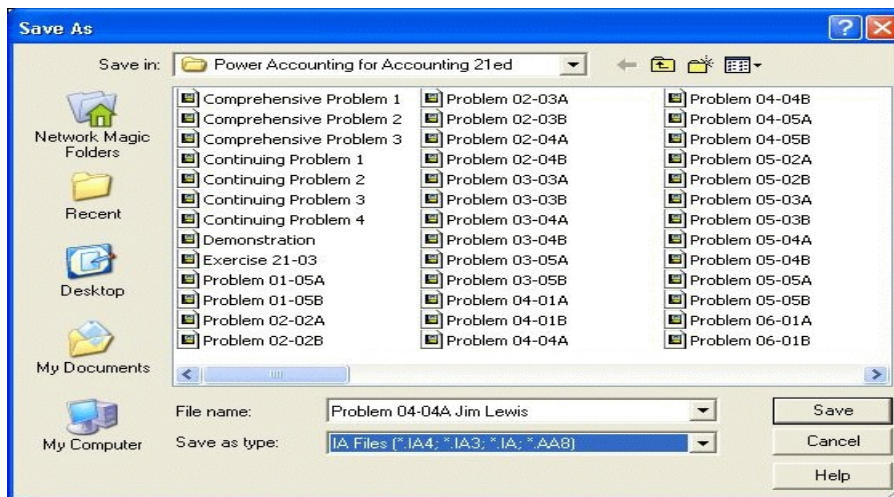 Save As
Save in:
Power Accounting for Accounting 21ed
Network Magic
Folders
Recent
Desktop
My Documents
My Computer
Comprehensive Problem 1
Comprehensive Problem 2
Comprehensive Problem 3
Continuing Problem 1
Continuing Problem 2
Continuing Problem 3
Continuing Problem 4
Demonstration
Exercise 21-03
Problem 01-05A
Problem 01-05B
Problem 02-02A
Problem 02-02B
Problem 02-03A
Problem 02-03B
Problem 02-04A
Problem 02-04B
Problem 03-03A
Problem 03-03B
Problem 03-04A
Problem 03-04B
Problem 03-05A
Problem 03-05B
Problem 04-01A
Problem 04-01B
Problem 04-04A
Problem 04-04B
Problem 04-05A
Problem 04-05B
Problem 05-02A
Problem 05-02B
Problem 05-03A
Problem 05-03B
Problem 05-04A
Problem 05-04B
Problem 05-05A
Problem 05-05B
Problem 06-01A
Problem 06-01B
File name:
Problem 04-04A Jim Lewis
Save
Save as type:
IA Files (*.IA4; *.IA3; *.IA; *.AA8)
Cancel
Help